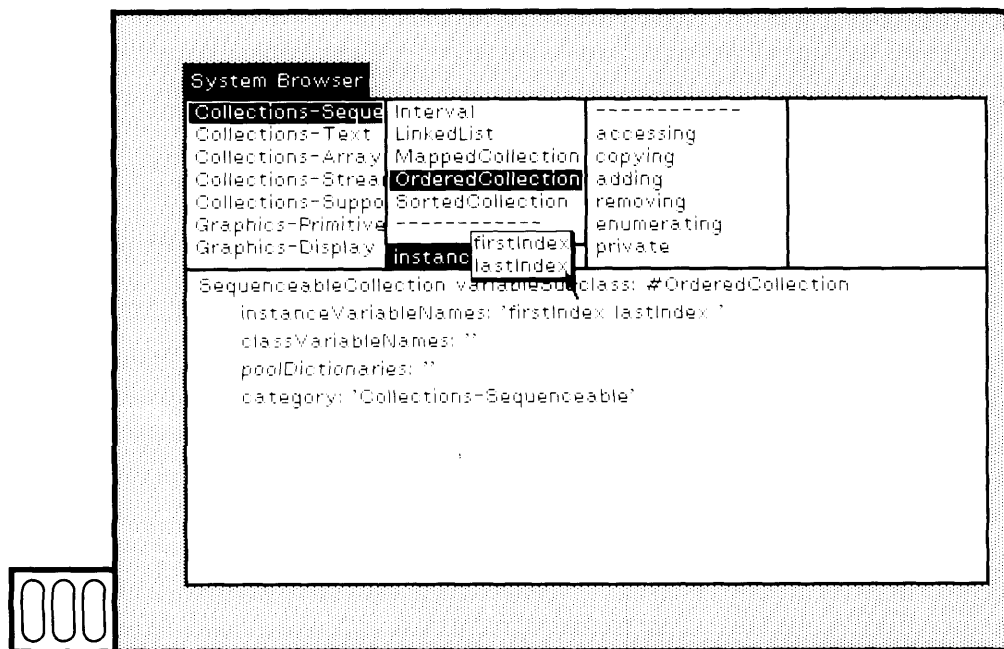 System Browser
Collections-Seque
Collections-Text
Collections-Array
Collections-Strea
Collections-Suppo
Graphics-Primitive
Graphics-Display
Interval
LinkedList
MappedCollection
OrderedCollection
SortedCollection
------------
instanc
firstIndex
lastIndex
------------
accessing
copying
adding
removing
enumerating
private
SequenceableCollection variableSubclass: #OrderedCollection
instanceVariableNames: 'firstIndex lastIndex '
classVariableNames: ''
poolDictionaries: ''
category: 'Collections-Sequenceable'